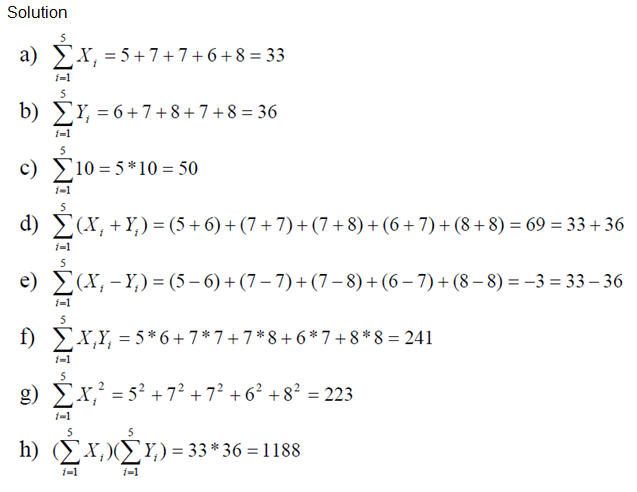 Solution
a) $\sum_{i=1}^{5} X_i = 5+7+7+6+8 = 33$
b) $\sum_{i=1}^{5} Y_i = 6+7+8+7+8 = 36$
c) $\sum_{i=1}^{5} 10 = 5*10 = 50$
d) $\sum_{i=1}^{5} (X_i + Y_i) = (5+6)+(7+7)+(7+8)+(6+7)+(8+8) = 69 = 33+36$
e) $\sum_{i=1}^{5} (X_i - Y_i) = (5-6)+(7-7)+(7-8)+(6-7)+(8-8) = -3 = 33-36$
f) $\sum_{i=1}^{5} X_i Y_i = 5*6+7*7+7*8+6*7+8*8 = 241$
g) $\sum_{i=1}^{5} X_i^2 = 5^2+7^2+7^2+6^2+8^2 = 223$
h) $(\sum_{i=1}^{5} X_i)(\sum_{i=1}^{5} Y_i) = 33*36 = 1188$